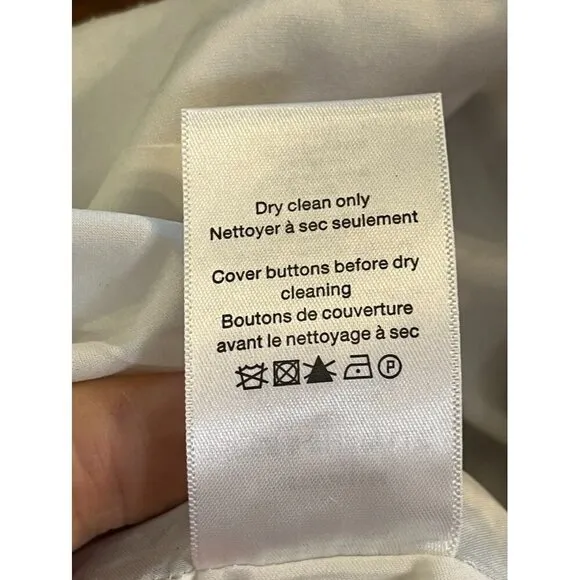 Dry clean only
Nettoyer à sec seulement
Cover buttons before dry
cleaning
Boutons de couverture
avant le nettoyage à sec
P